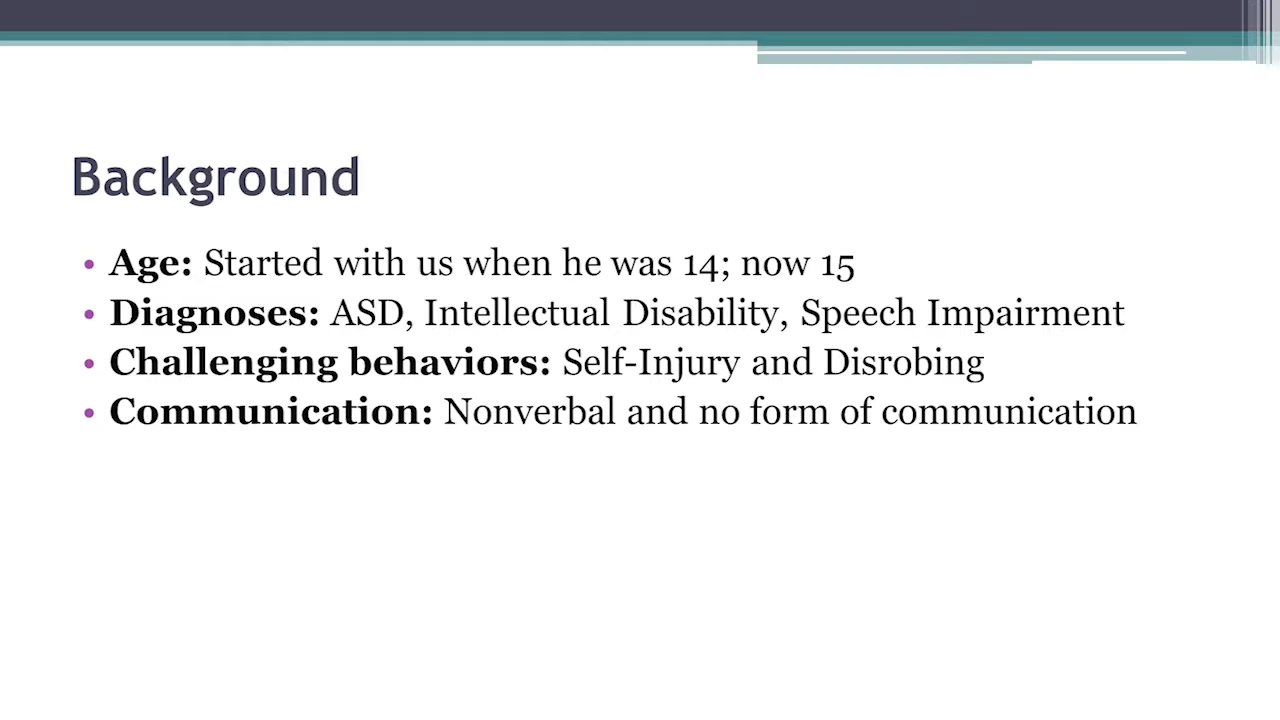 Background
• Age: Started with us when he was 14; now 15
• Diagnoses: ASD, Intellectual Disability, Speech Impairment
• Challenging behaviors: Self-Injury and Disrobing
• Communication: Nonverbal and no form of communication